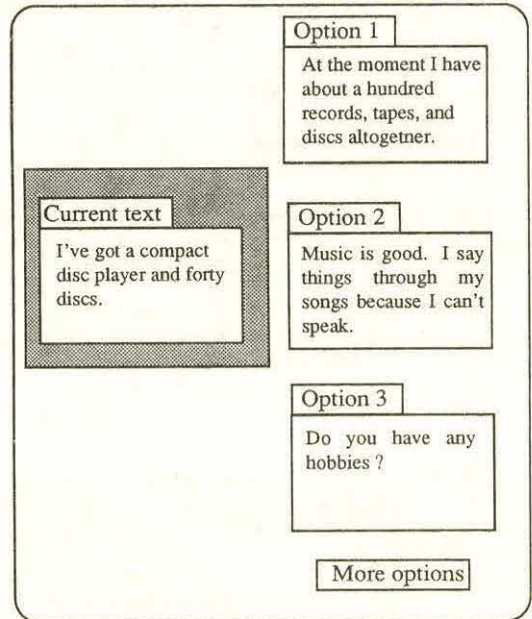 Option 1
At the moment I have
about a hundred
records, tapes, and
discs altogetner.
Current text
I've got a compact
disc player and forty
discs.
Option 2
Music is good. I say
things through my
songs because I can't
speak.
Option 3
Do you have any
hobbies ?
More options